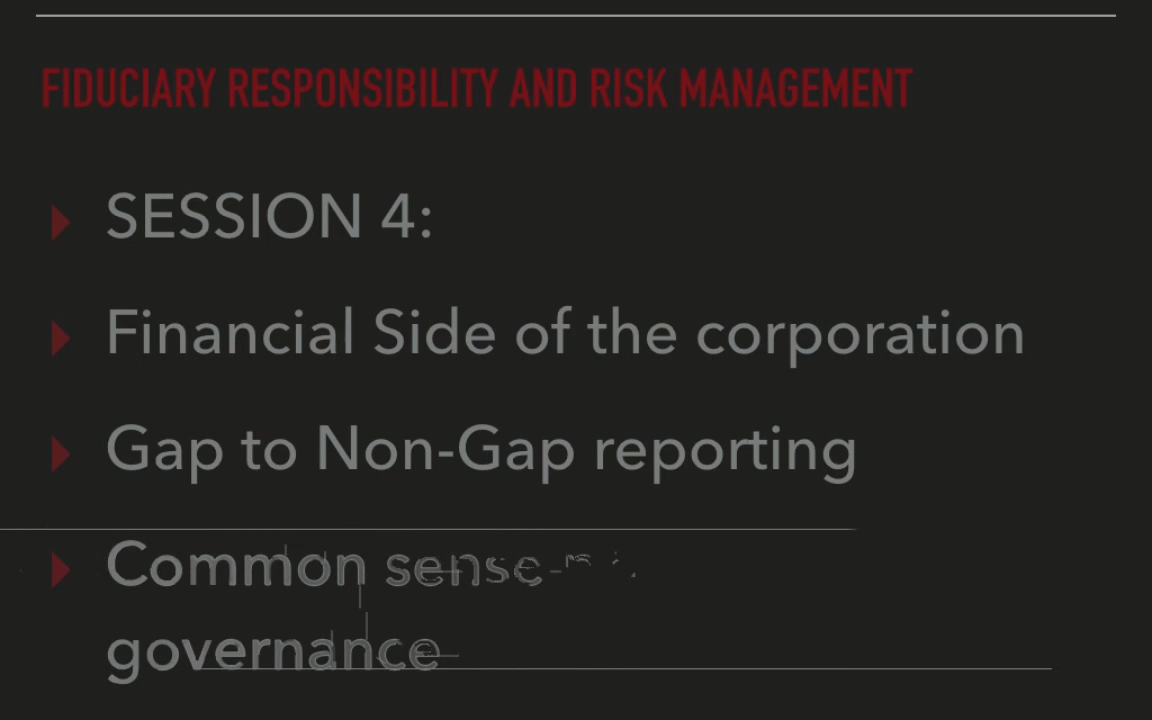 FIDUCIARY RESPONSIBILITY AND RISK MANAGEMENT
SESSION 4:
Financial Side of the corporation
Gap to Non-Gap reporting
Common sense
governance